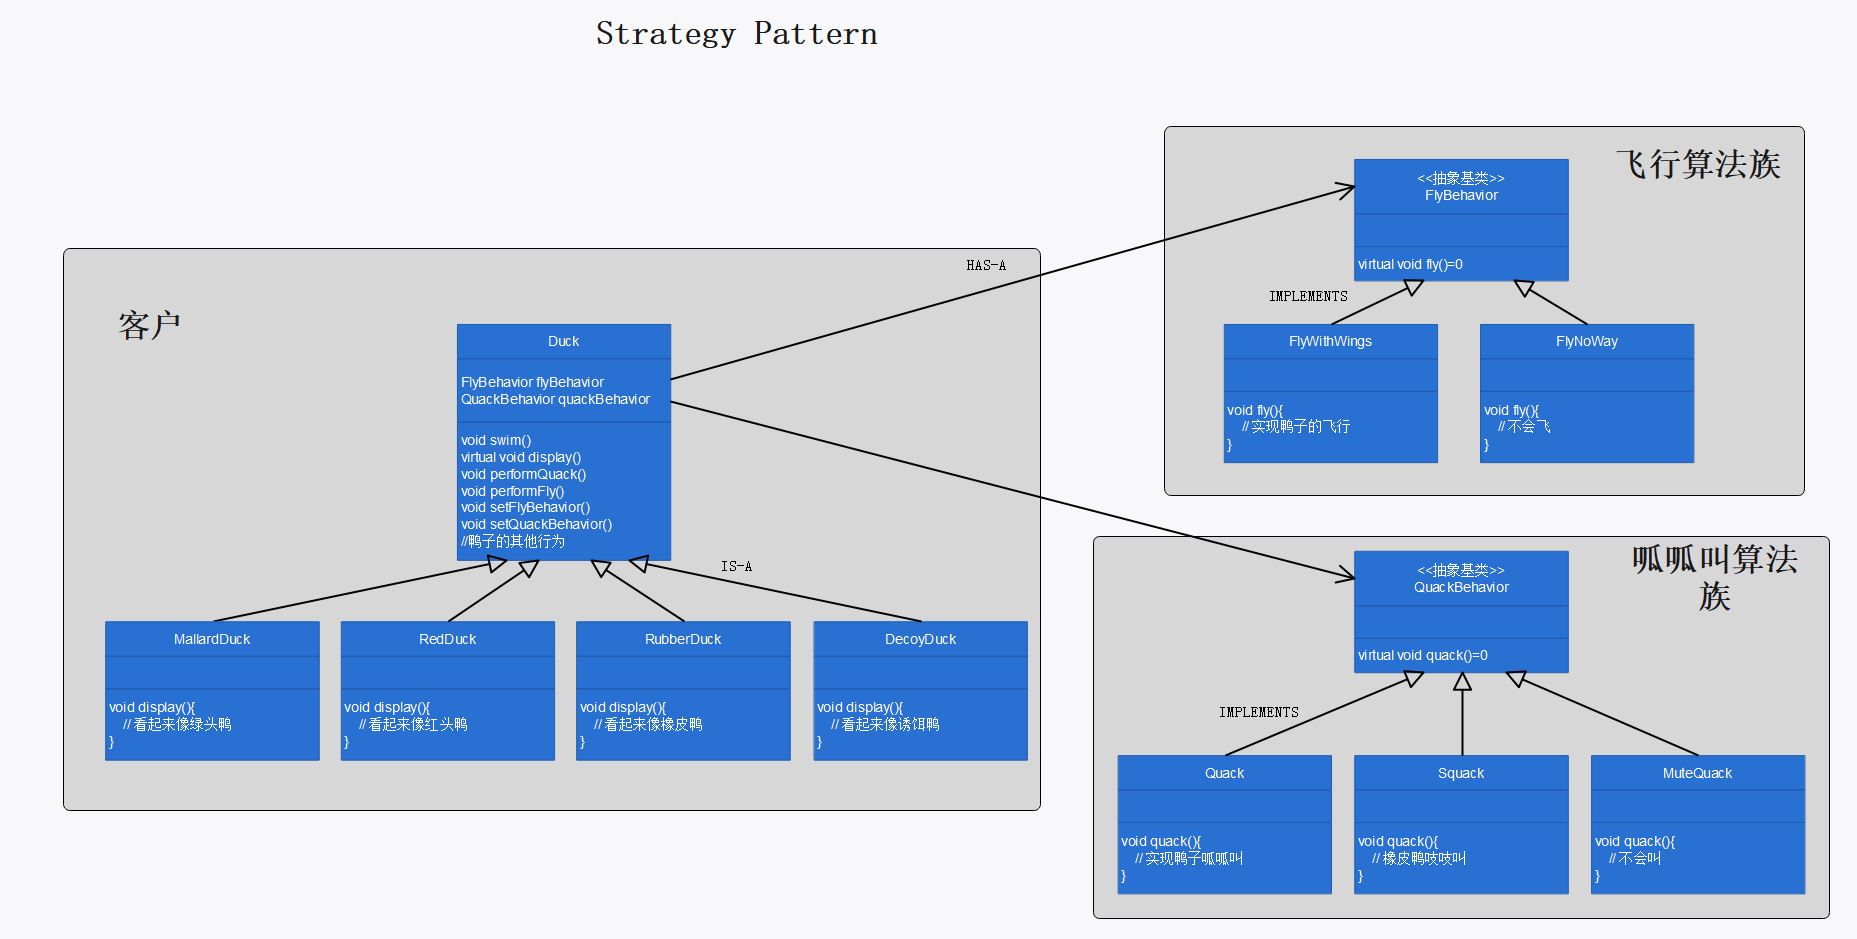 Strategy Pattern
客户
HAS-A
Duck
FlyBehavior flyBehavior
QuackBehavior quackBehavior
void swim()
virtual void display()
void performQuack()
void performFly()
void setFlyBehavior()
void setQuackBehavior()
//鸭子的其他行为
IS-A
MallardDuck
void display(){
// 看起来像绿头鸭
}
RedDuck
void display(){
// 看起来像红头鸭
}
RubberDuck
void display(){
// 看起来像橡皮鸭
}
DecoyDuck
void display(){
// 看起来像诱饵鸭
}
飞行算法族
<<抽象基类>>
FlyBehavior
virtual void fly()=0
IMPLEMENTS
FlyWithWings
void fly(){
// 实现鸭子的飞行
}
FlyNoWay
void fly(){
// 不会飞
}
呱呱叫算法
族
<<抽象基类>>
QuackBehavior
virtual void quack()=0
IMPLEMENTS
Quack
void quack(){
// 实现鸭子呱呱叫
}
Squack
void quack(){
// 橡皮鸭吱吱叫
}
MuteQuack
void quack(){
// 不会叫
}